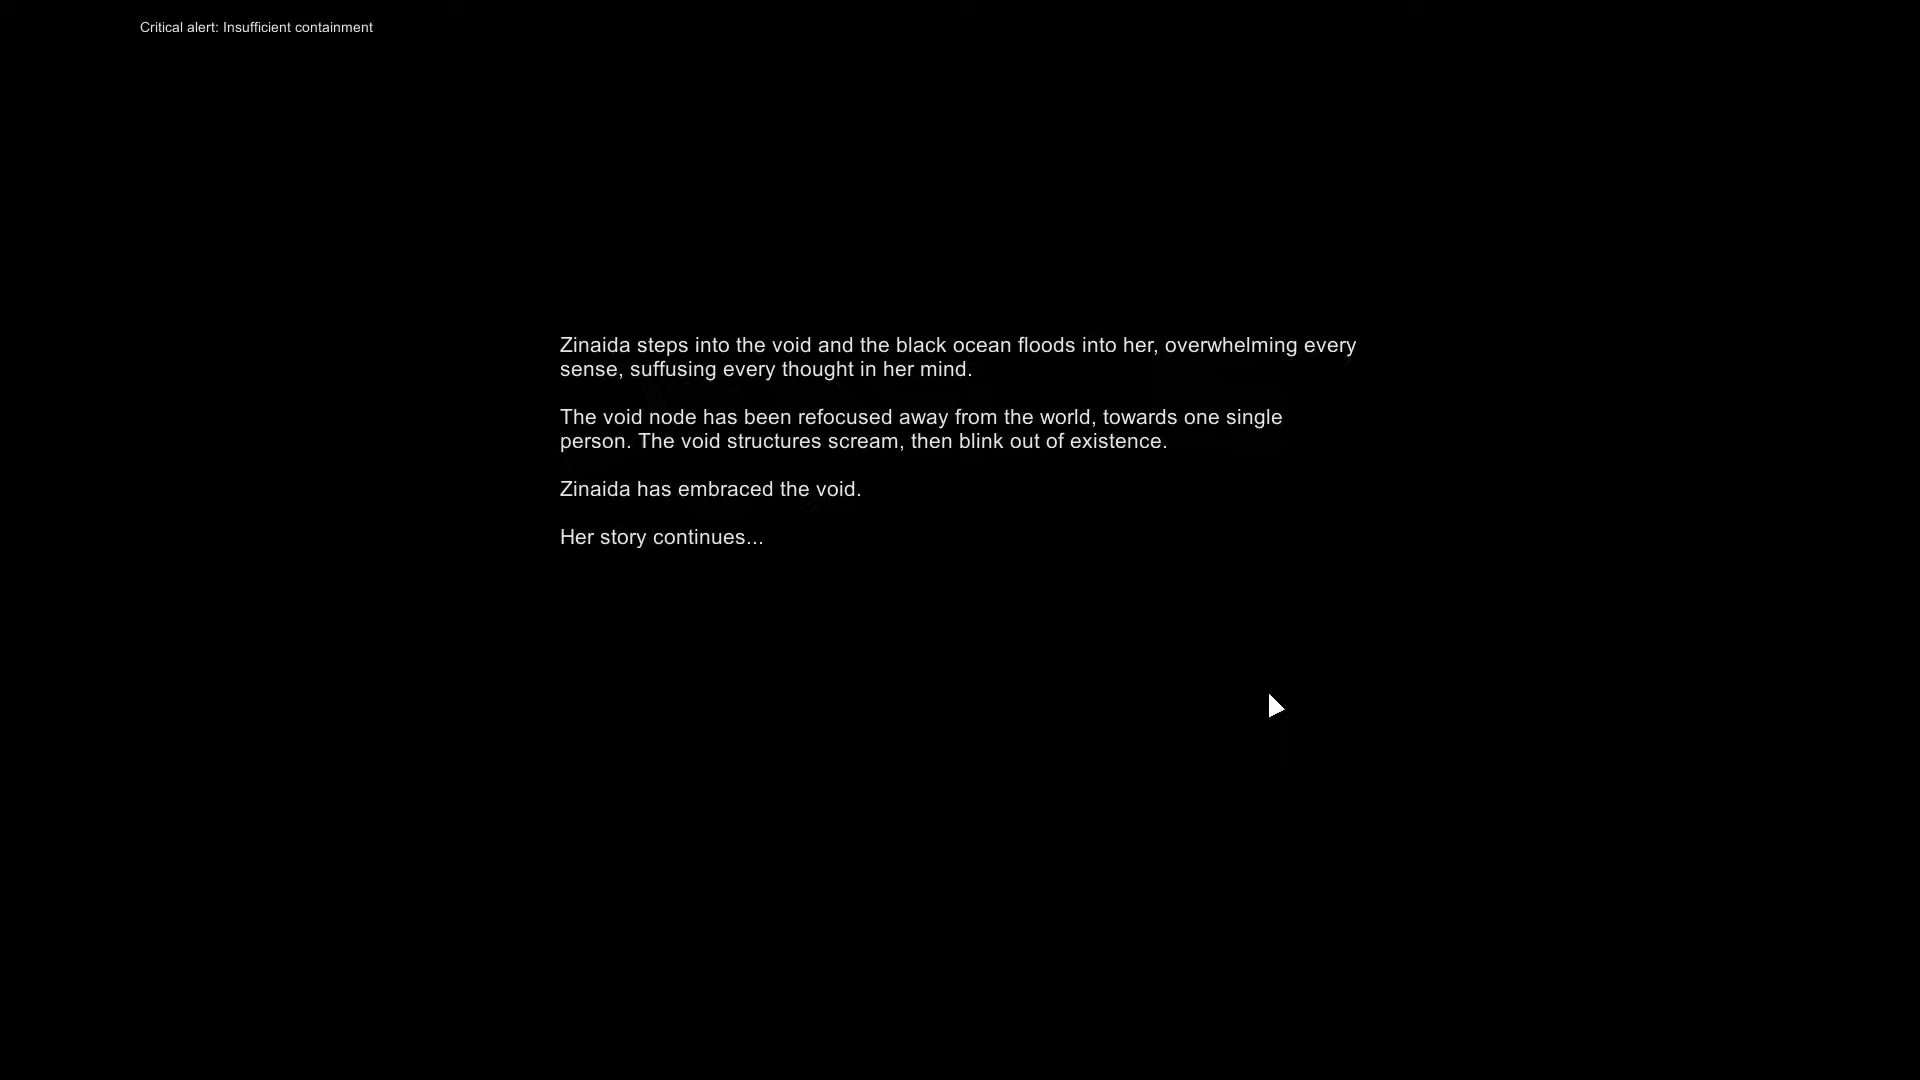 Critical alert: Insufficient containment
Zinaida steps into the void and the black ocean floods into her, overwhelming every
sense, suffusing every thought in her mind.
The void node has been refocused away from the world, towards one single
person. The void structures scream, then blink out of existence.
Zinaida has embraced the void.
Her story continues...